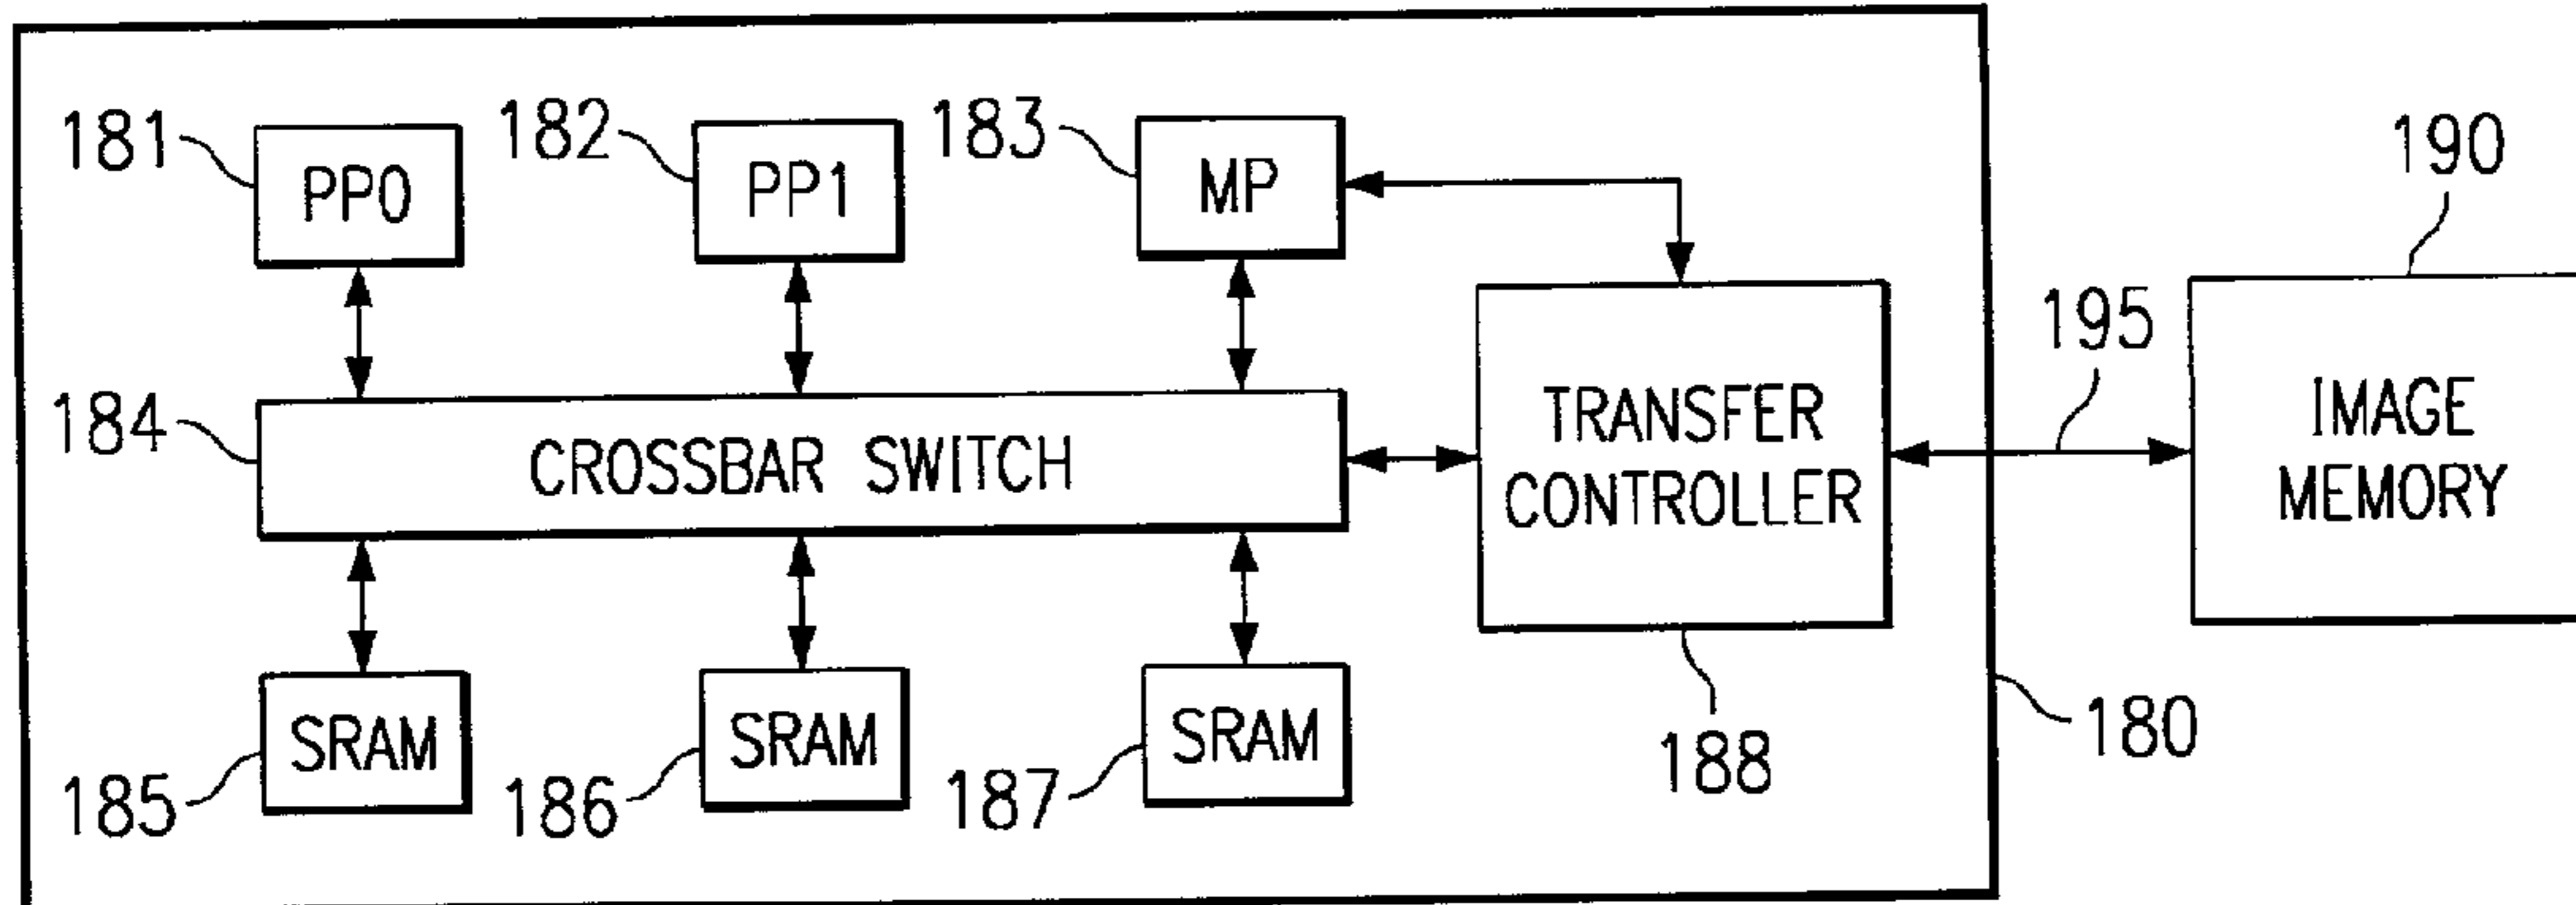 181
PP0
182
PP1
183
MP
190
184
CROSSBAR SWITCH
TRANSFER
CONTROLLER
195
IMAGE
MEMORY
185
SRAM
186
SRAM
187
SRAM
188
180